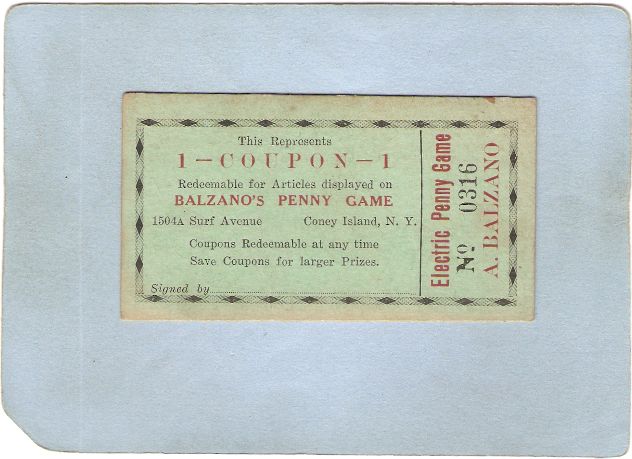 This Represents
1 — COUPON — 1
Redeemable for Articles displayed on
BALZANO'S PENNY GAME
1504A Surf Avenue Coney Island, N. Y.
Coupons Redeemable at any time
Save Coupons for larger Prizes.
Signed by
Electric Penny Game
No 0316
A. BALZANO